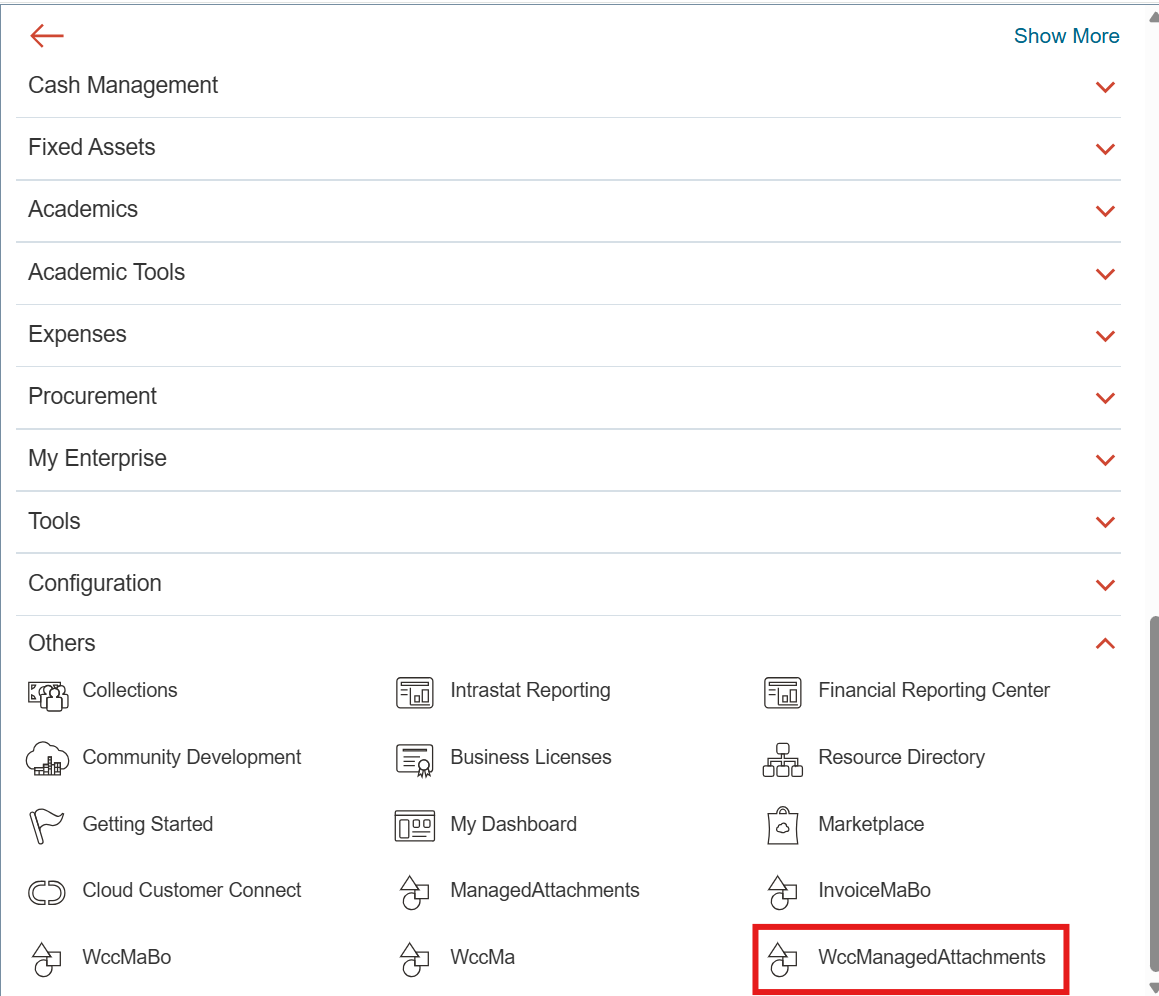 Show More
Cash Management
Fixed Assets
Academics
Academic Tools
Expenses
Procurement
My Enterprise
Tools
Configuration
Others
Collections
Intrastat Reporting
Financial Reporting Center
Community Development
Business Licenses
Resource Directory
Getting Started
My Dashboard
Marketplace
Cloud Customer Connect
ManagedAttachments
InvoiceMaBo
WccMaBo
WccMa
WccManagedAttachments